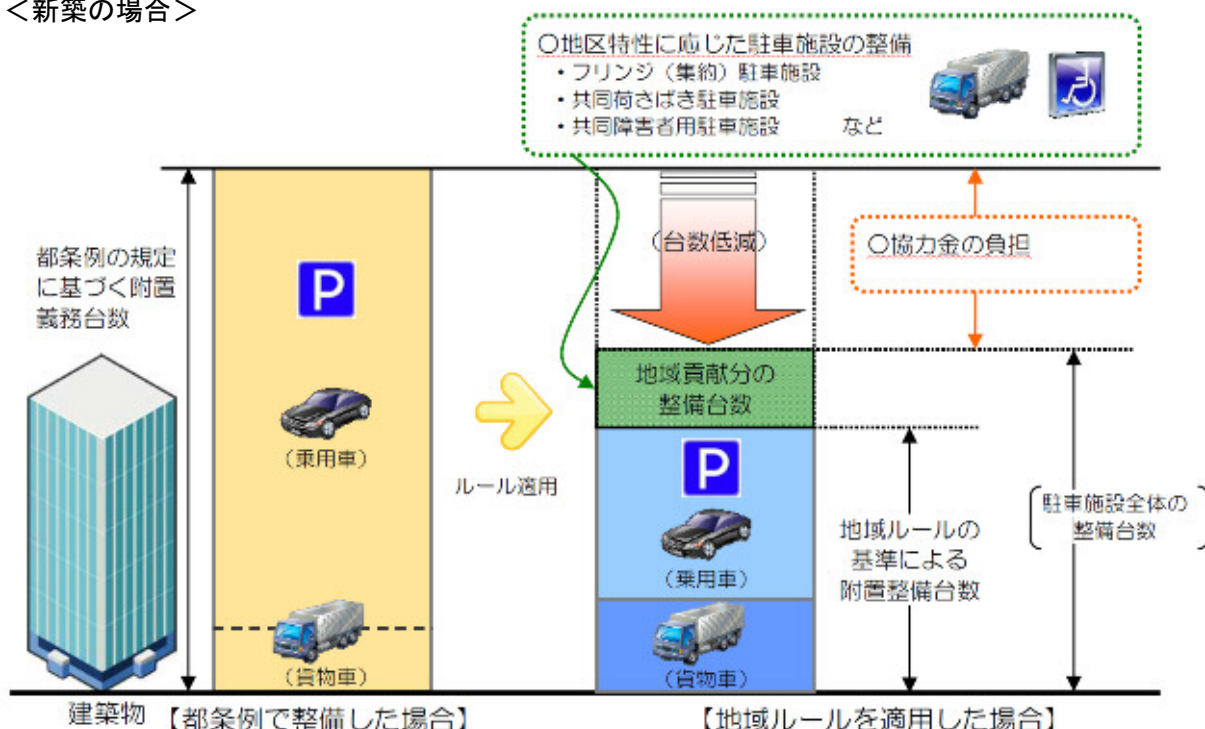 <新築の場合>
〇地区特性に応じた駐車施設の整備
・フリンジ（集約）駐車施設
・共同荷さばき駐車施設
・共同障害者用駐車施設 など
都条例の規定
に基づく附置
義務台数
P
（乗用車）
（貨物車）
ルール適用
（台数低減）
〇協力金の負担
地域貢献分の
整備台数
P
（乗用車）
（貨物車）
地域ルールの
基準による
附置整備台数
駐車施設全体の
整備台数
建築物
【都条例で整備した場合】
【地域ルールを適用した場合】